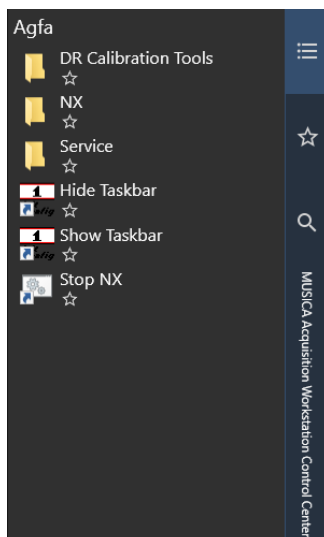 Agfa
DR Calibration Tools
NX
Service
Hide Taskbar
Show Taskbar
Stop NX
MUSICA Acquisition Workstation Control Center